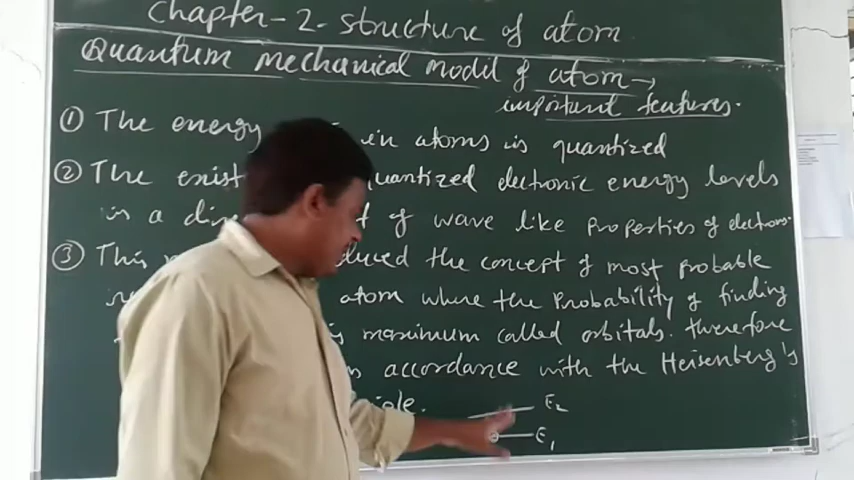 Chapter-2-structure of atom
Quantum mechanical model of atom →
important features.
① The energy in atoms is quantized
② The exist quantized electronic energy levels
is a di of wave like properties of electrons.
③ This duced the concept of most probable
atom where the probability of finding
is maximum called orbitals. therefore
accordance with the Heisenberg's
ple.
E2
E1